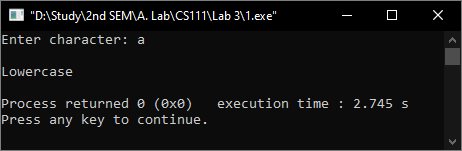 "D:\Study\2nd SEM\A. Lab\CS111\Lab 3\1.exe"
Enter character: a
Lowercase
Process returned 0 (0x0)   execution time : 2.745 s
Press any key to continue.